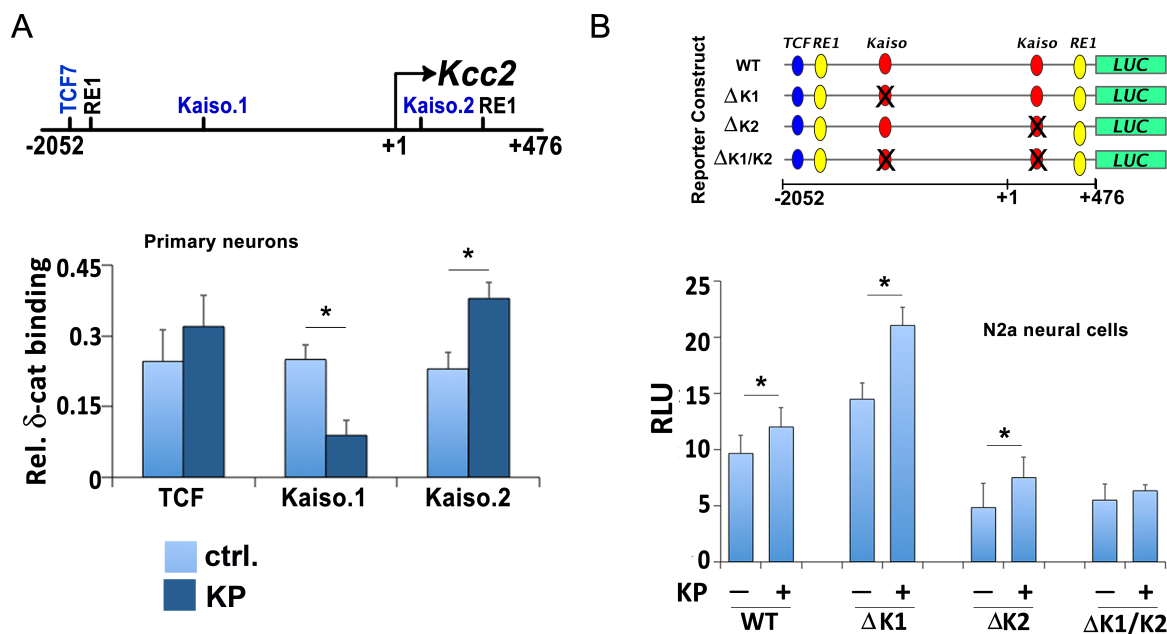 A
TCF7
RE1
Kaiso.1
Kcc2
Kaiso.2 RE1
-2052
+1
+476
Primary neurons
Rel. δ-cat binding
0.45
0.3
0.15
0
*
*
TCF
Kaiso.1
Kaiso.2
ctrl.
KP
B
Reporter Construct
TCF RE1 Kaiso Kaiso RE1
WT LUC
ΔK1 X LUC
ΔK2 X LUC
ΔK1/K2 X X LUC
-2052 +1 +476
N2a neural cells
RLU
25
20
15
10
5
0
*
*
*
KP − + − + − + − +
WT ΔK1 ΔK2 ΔK1/K2